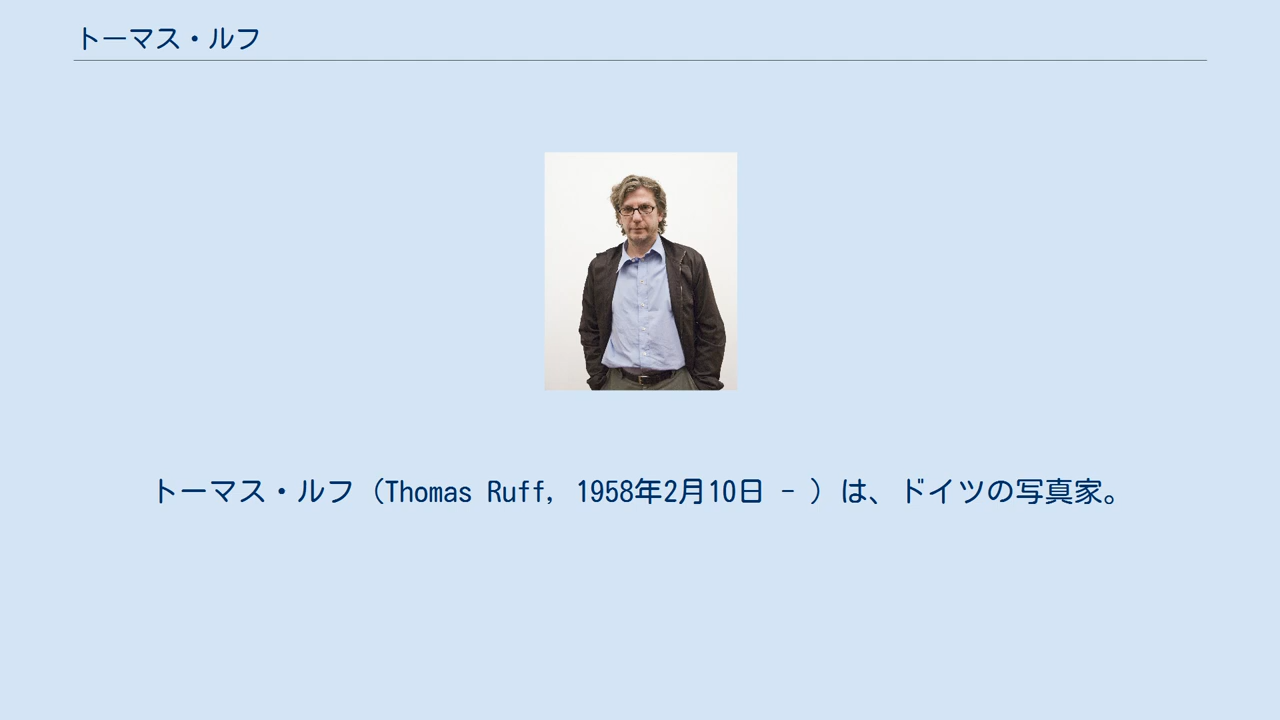 トーマス・ルフ
トーマス・ルフ（Thomas Ruff, 1958年2月10日 - ）は、ドイツの写真家。